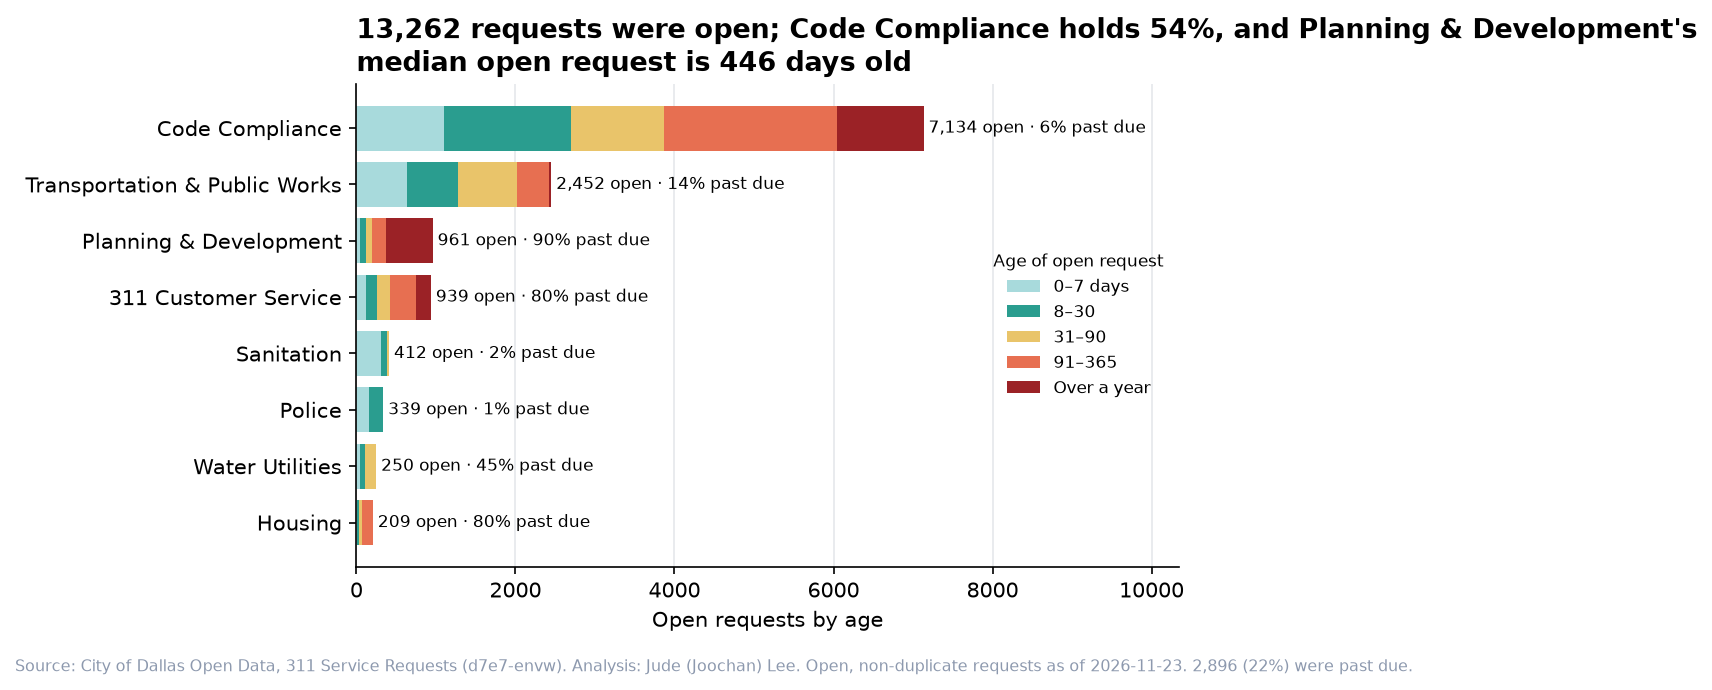 13,262 requests were open; Code Compliance holds 54%, and Planning & Development's
median open request is 446 days old
Code Compliance
7,134 open · 6% past due
Transportation & Public Works
2,452 open · 14% past due
Planning & Development
961 open · 90% past due
311 Customer Service
939 open · 80% past due
Sanitation
412 open · 2% past due
Police
339 open · 1% past due
Water Utilities
250 open · 45% past due
Housing
209 open · 80% past due
Age of open request
0–7 days
8–30
31–90
91–365
Over a year
0 2000 4000 6000 8000 10000
Open requests by age
Source: City of Dallas Open Data, 311 Service Requests (d7e7-envw). Analysis: Jude (Joochan) Lee. Open, non-duplicate requests as of 2026-11-23. 2,896 (22%) were past due.